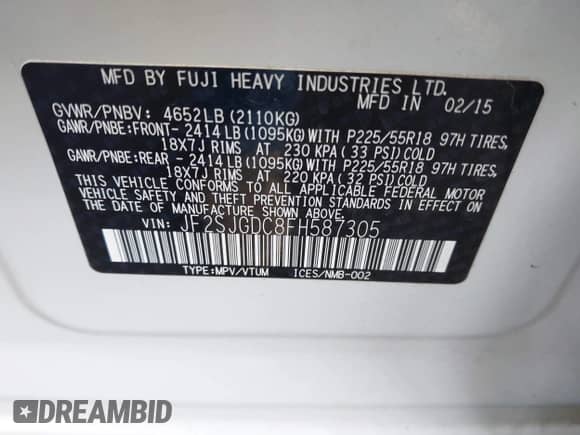 MFD BY FUJI HEAVY INDUSTRIES LTD.
MFD IN 02/15
GVWR/PNBV: 4652LB (2110KG)
GAWR/PNBE:FRONT- 2414LB (1095KG) WITH P225/55R18 97H TIRES,
18X7J RIMS AT 230 KPA (33 PSI) COLD
GAWR/PNBE:REAR - 2414LB (1095KG) WITH P225/55R18 97H TIRES,
18X7J RIMS AT 220 KPA (32 PSI) COLD
THIS VEHICLE CONFORMS TO ALL APPLICABLE FEDERAL MOTOR
VEHICLE SAFETY AND THEFT PREVENTION STANDARDS IN EFFECT ON
THE DATE OF MANUFACTURE SHOWN ABOVE.
VIN: JF2SJGDC8FH587305
TYPE:MPV/VTUM ICES/NMB-002
DREAMBID